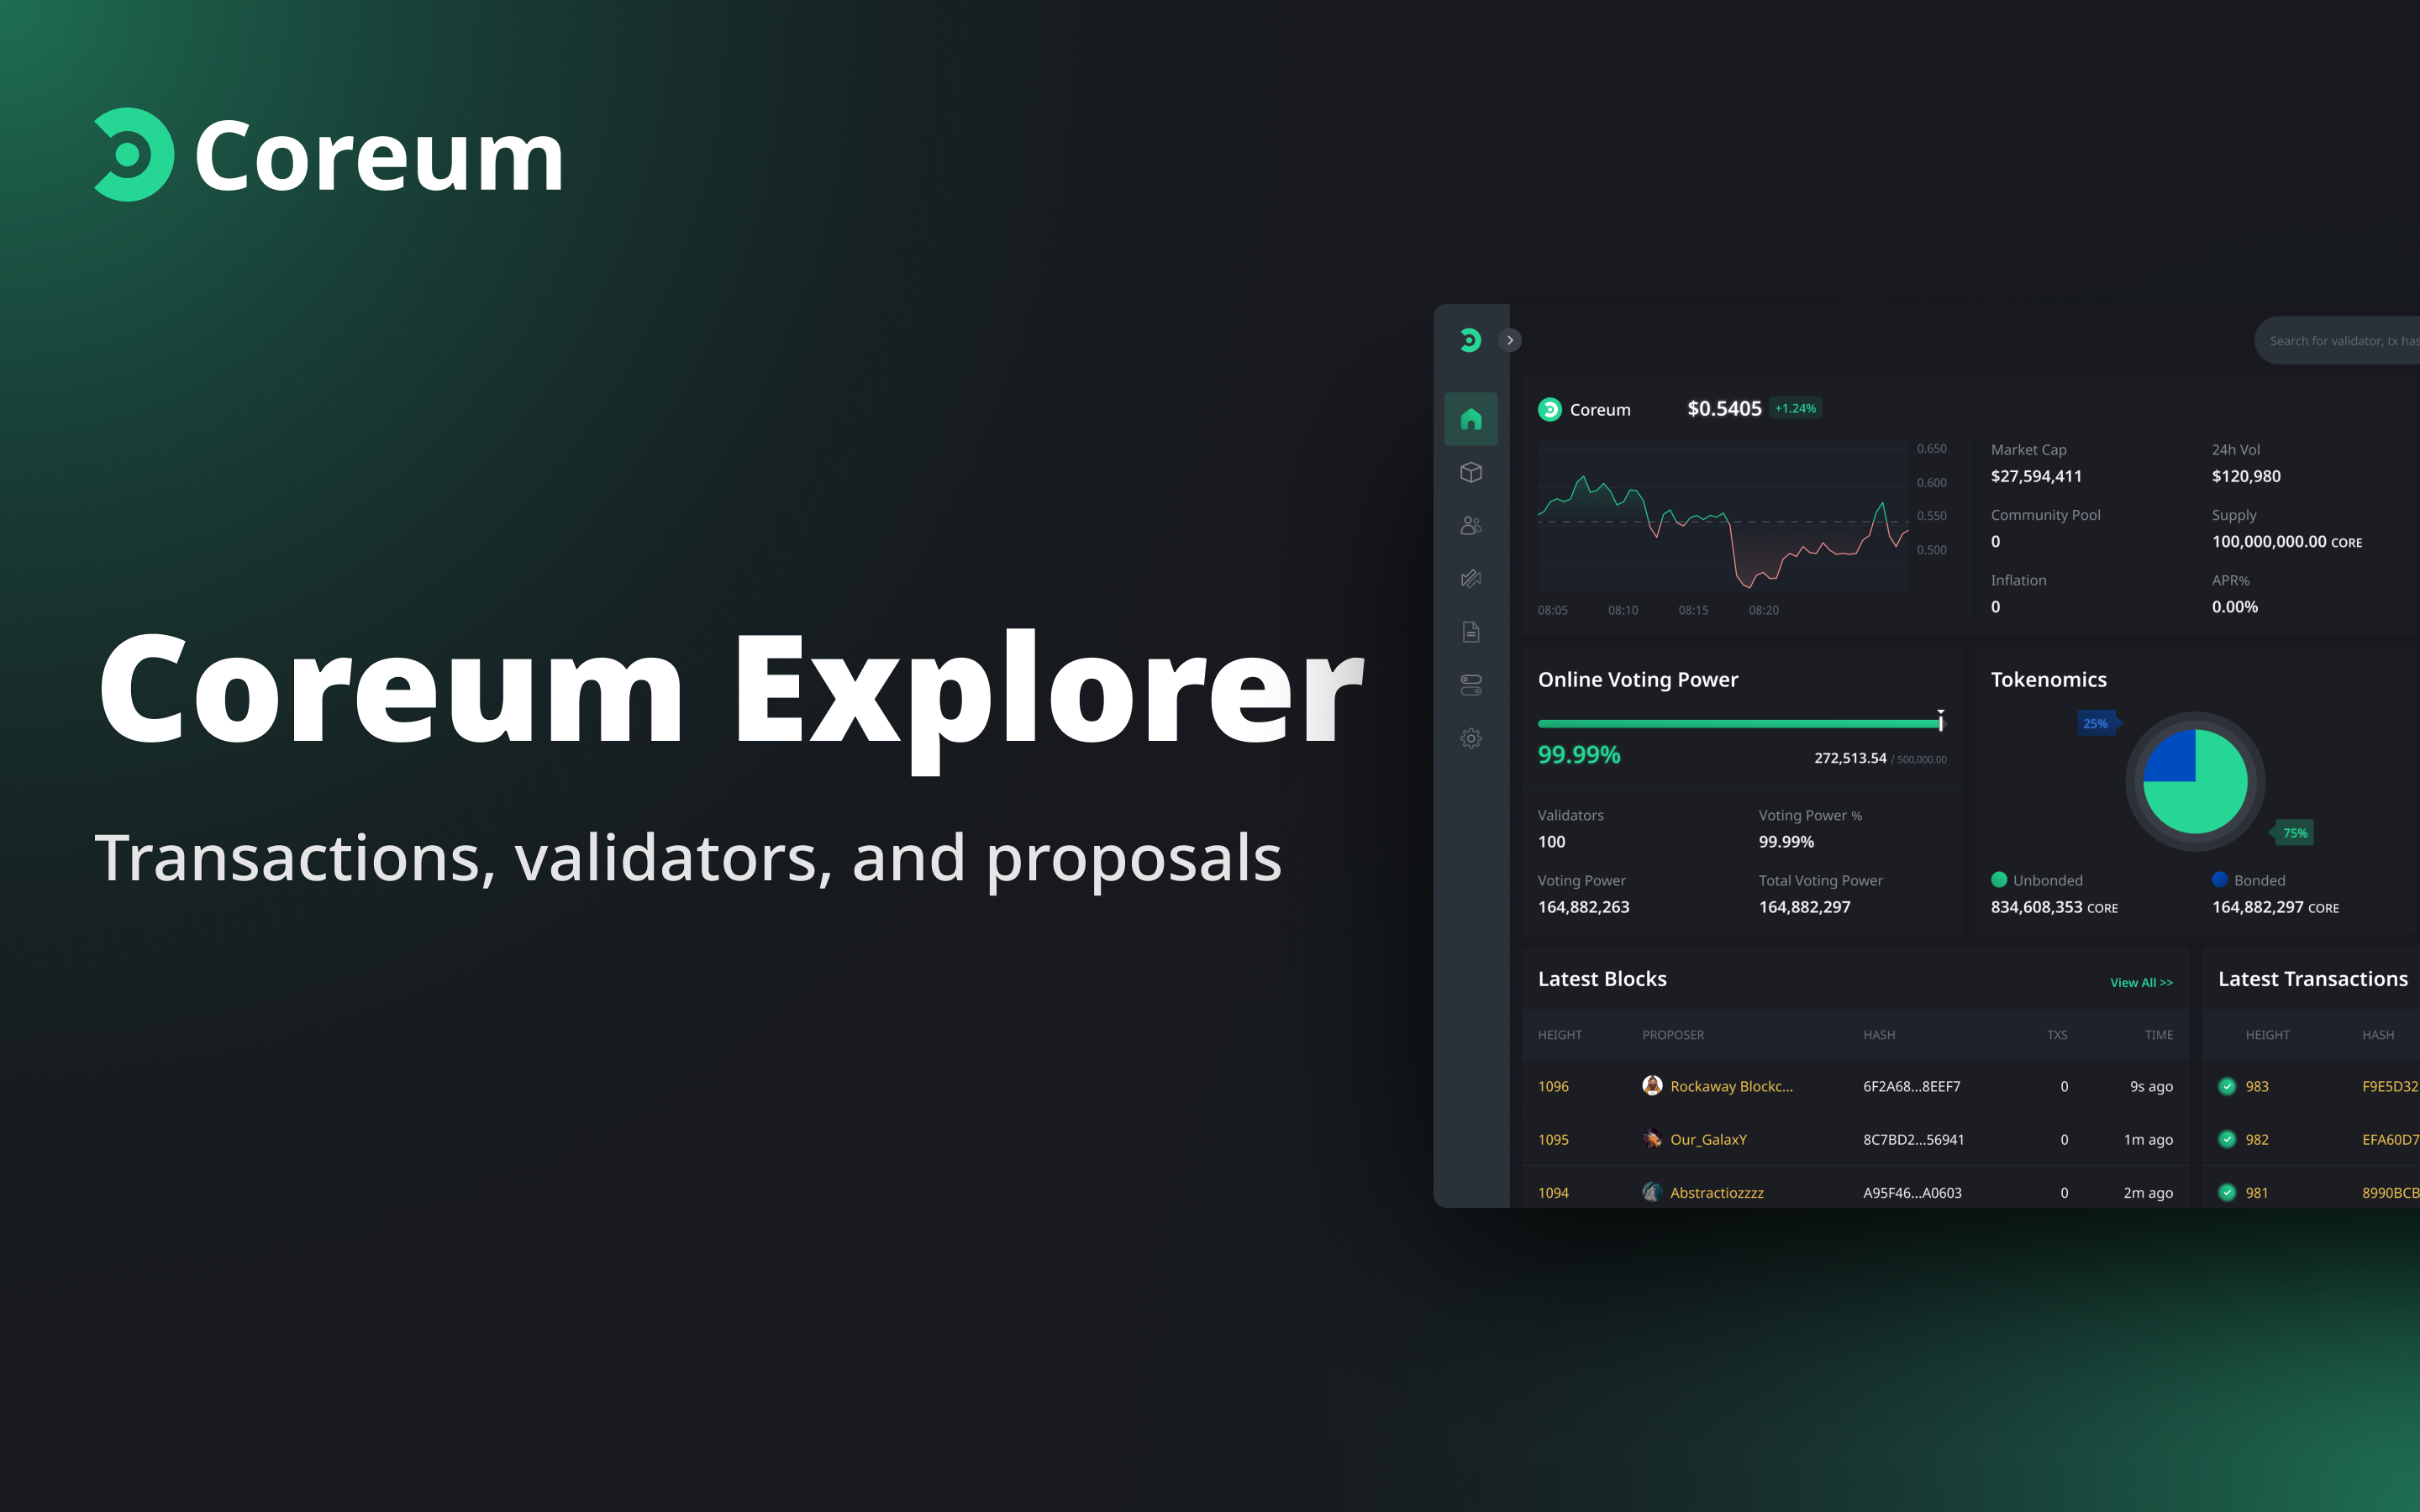 Coreum
Coreum Explorer
Transactions, validators, and proposals
Search for validator, tx has
Coreum $0.5405 +1.24%
0.650
0.600
0.550
0.500
08:05 08:10 08:15 08:20
Market Cap 24h Vol
$27,594,411 $120,980
Community Pool Supply
0 100,000,000.00 CORE
Inflation APR%
0 0.00%
Online Voting Power
99.99% 272,513.54 / 500,000.00
Validators Voting Power %
100 99.99%
Voting Power Total Voting Power
164,882,263 164,882,297
Tokenomics
25%
75%
Unbonded Bonded
834,608,353 CORE 164,882,297 CORE
Latest Blocks View All >>
HEIGHT PROPOSER HASH TXS TIME
1096 Rockaway Blockc... 6F2A68...8EEF7 0 9s ago
1095 Our_GalaxY 8C7BD2...56941 0 1m ago
1094 Abstractiozzzz A95F46...A0603 0 2m ago
Latest Transactions
HEIGHT HASH
983 F9E5D32
982 EFA60D7
981 8990BCB